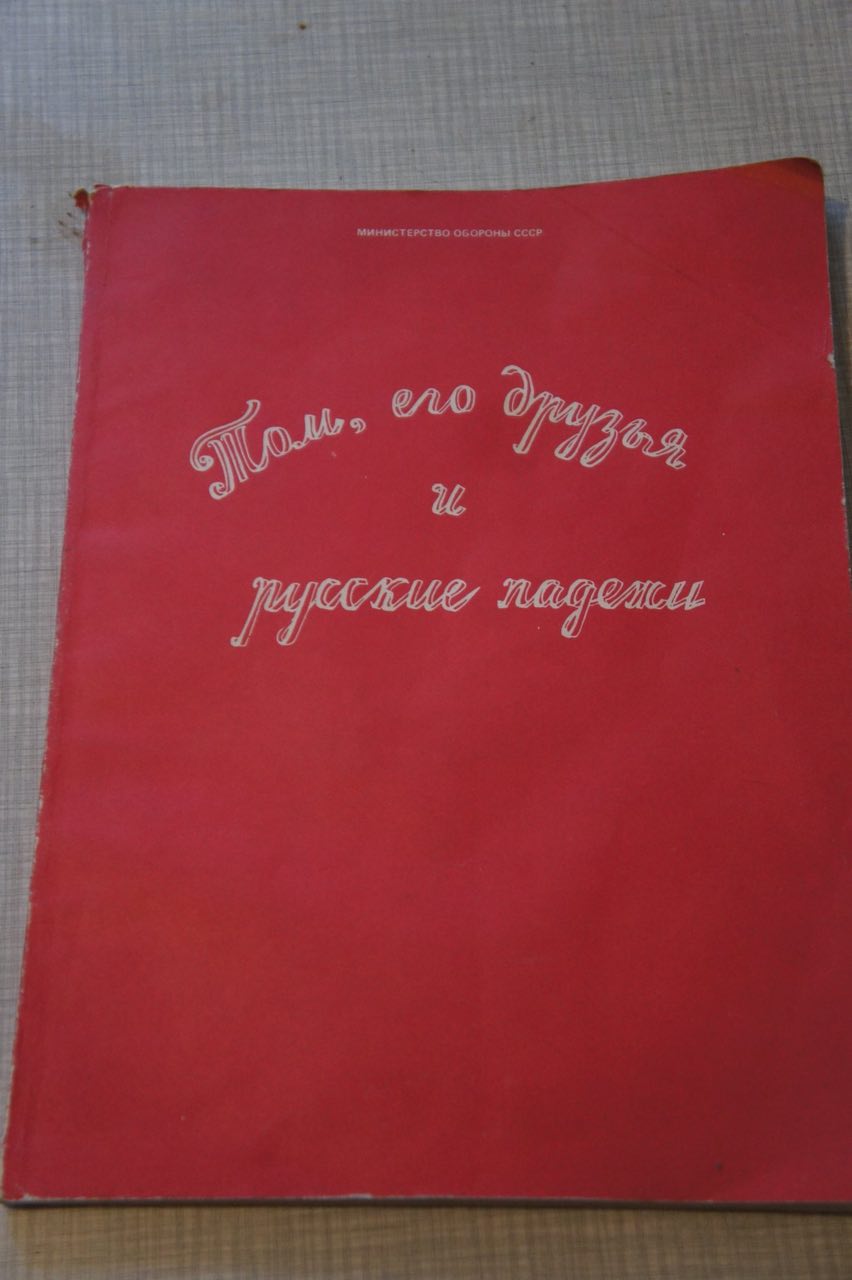 МИНИСТЕРСТВО ОБОРОНЫ СССР
Том, его друзья
и
русские падежи